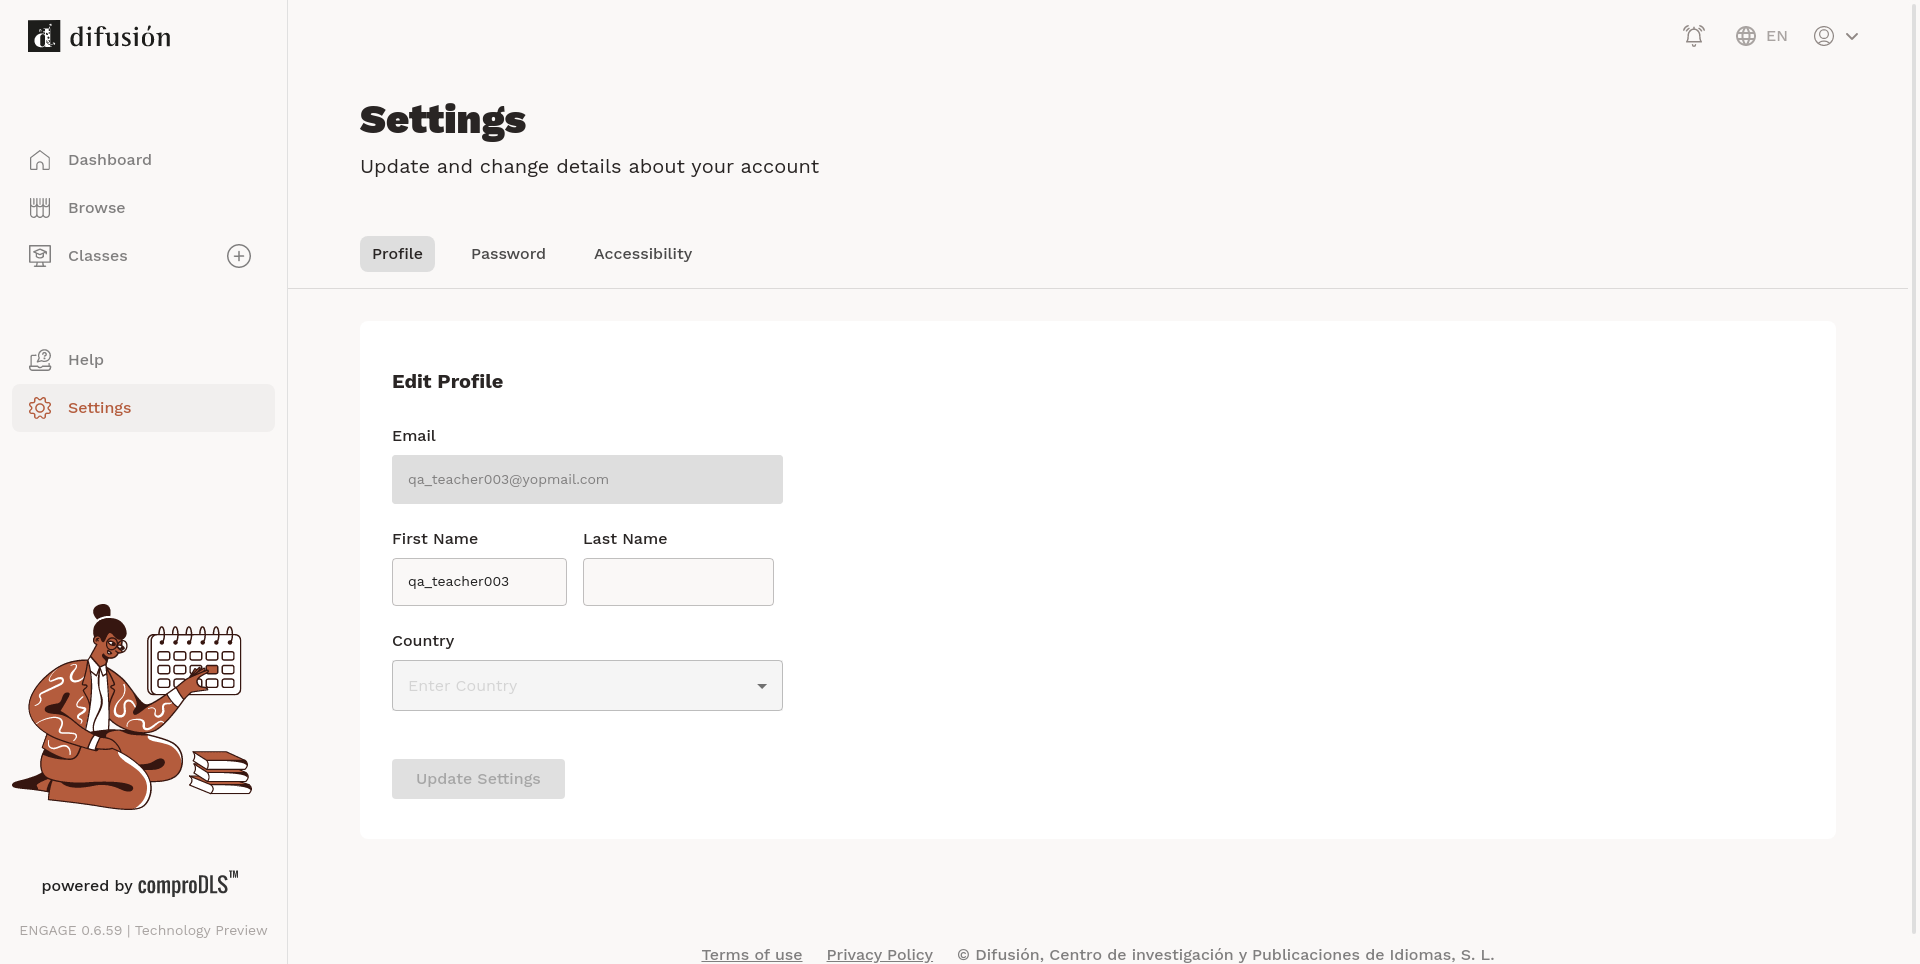 difusión
Dashboard
Browse
Classes
Help
Settings
powered by comproDLS™
ENGAGE 0.6.59 | Technology Preview
EN
Settings
Update and change details about your account
Profile Password Accessibility
Edit Profile
Email
qa_teacher003@yopmail.com
First Name Last Name
qa_teacher003
Country
Enter Country
Update Settings
Terms of use Privacy Policy © Difusión, Centro de investigación y Publicaciones de Idiomas, S. L.